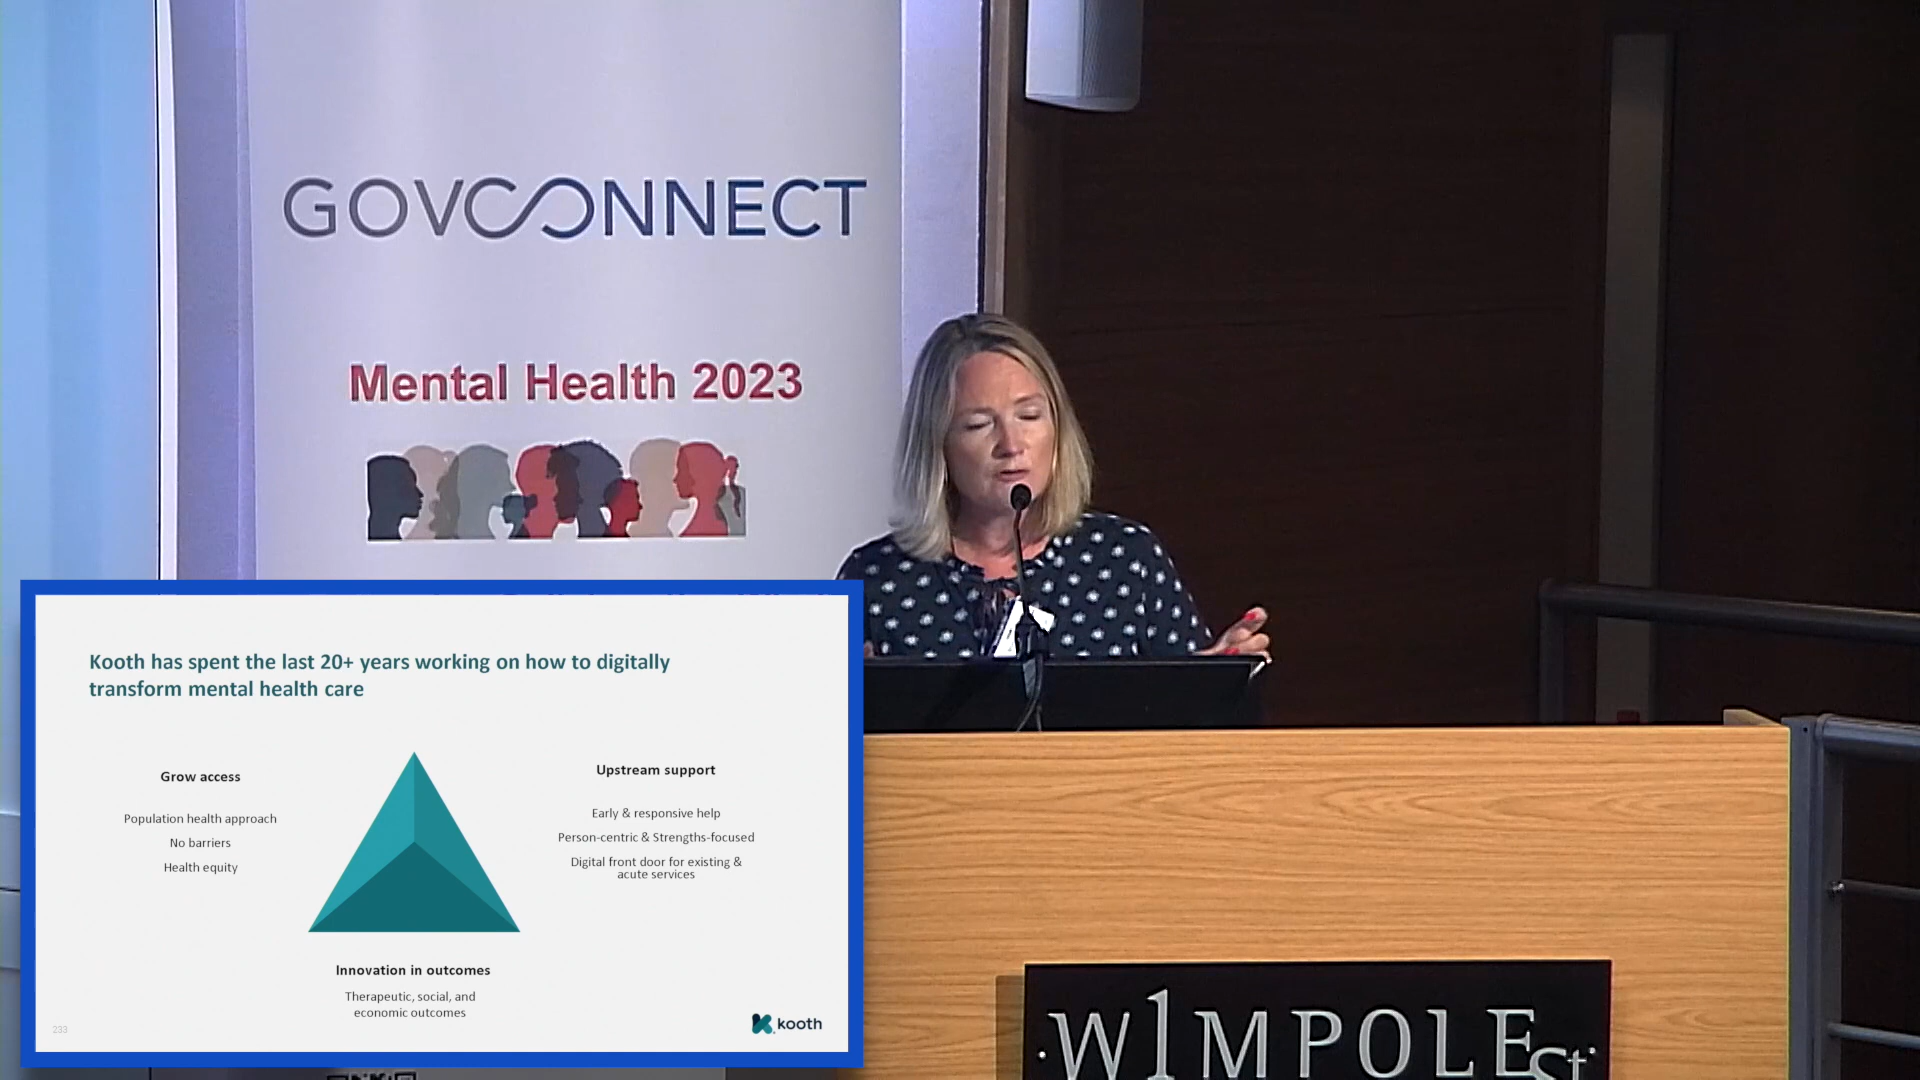 GOVCONNECT
Mental Health 2023
Kooth has spent the last 20+ years working on how to digitally
transform mental health care
Grow access
Population health approach
No barriers
Health equity
Upstream support
Early & responsive help
Person-centric & Strengths-focused
Digital front door for existing &
acute services
Innovation in outcomes
Therapeutic, social, and
economic outcomes
233
kooth
·W1MPOLE St·